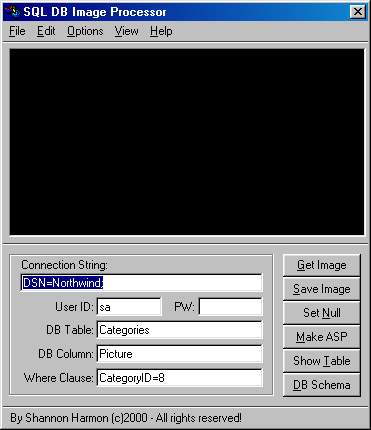 SQL DB Image Processor
File Edit Options View Help
Connection String:
DSN=Northwind;
User ID: sa PW:
DB Table: Categories
DB Column: Picture
Where Clause: CategoryID=8
Get Image
Save Image
Set Null
Make ASP
Show Table
DB Schema
By Shannon Harmon (c)2000 - All rights reserved!